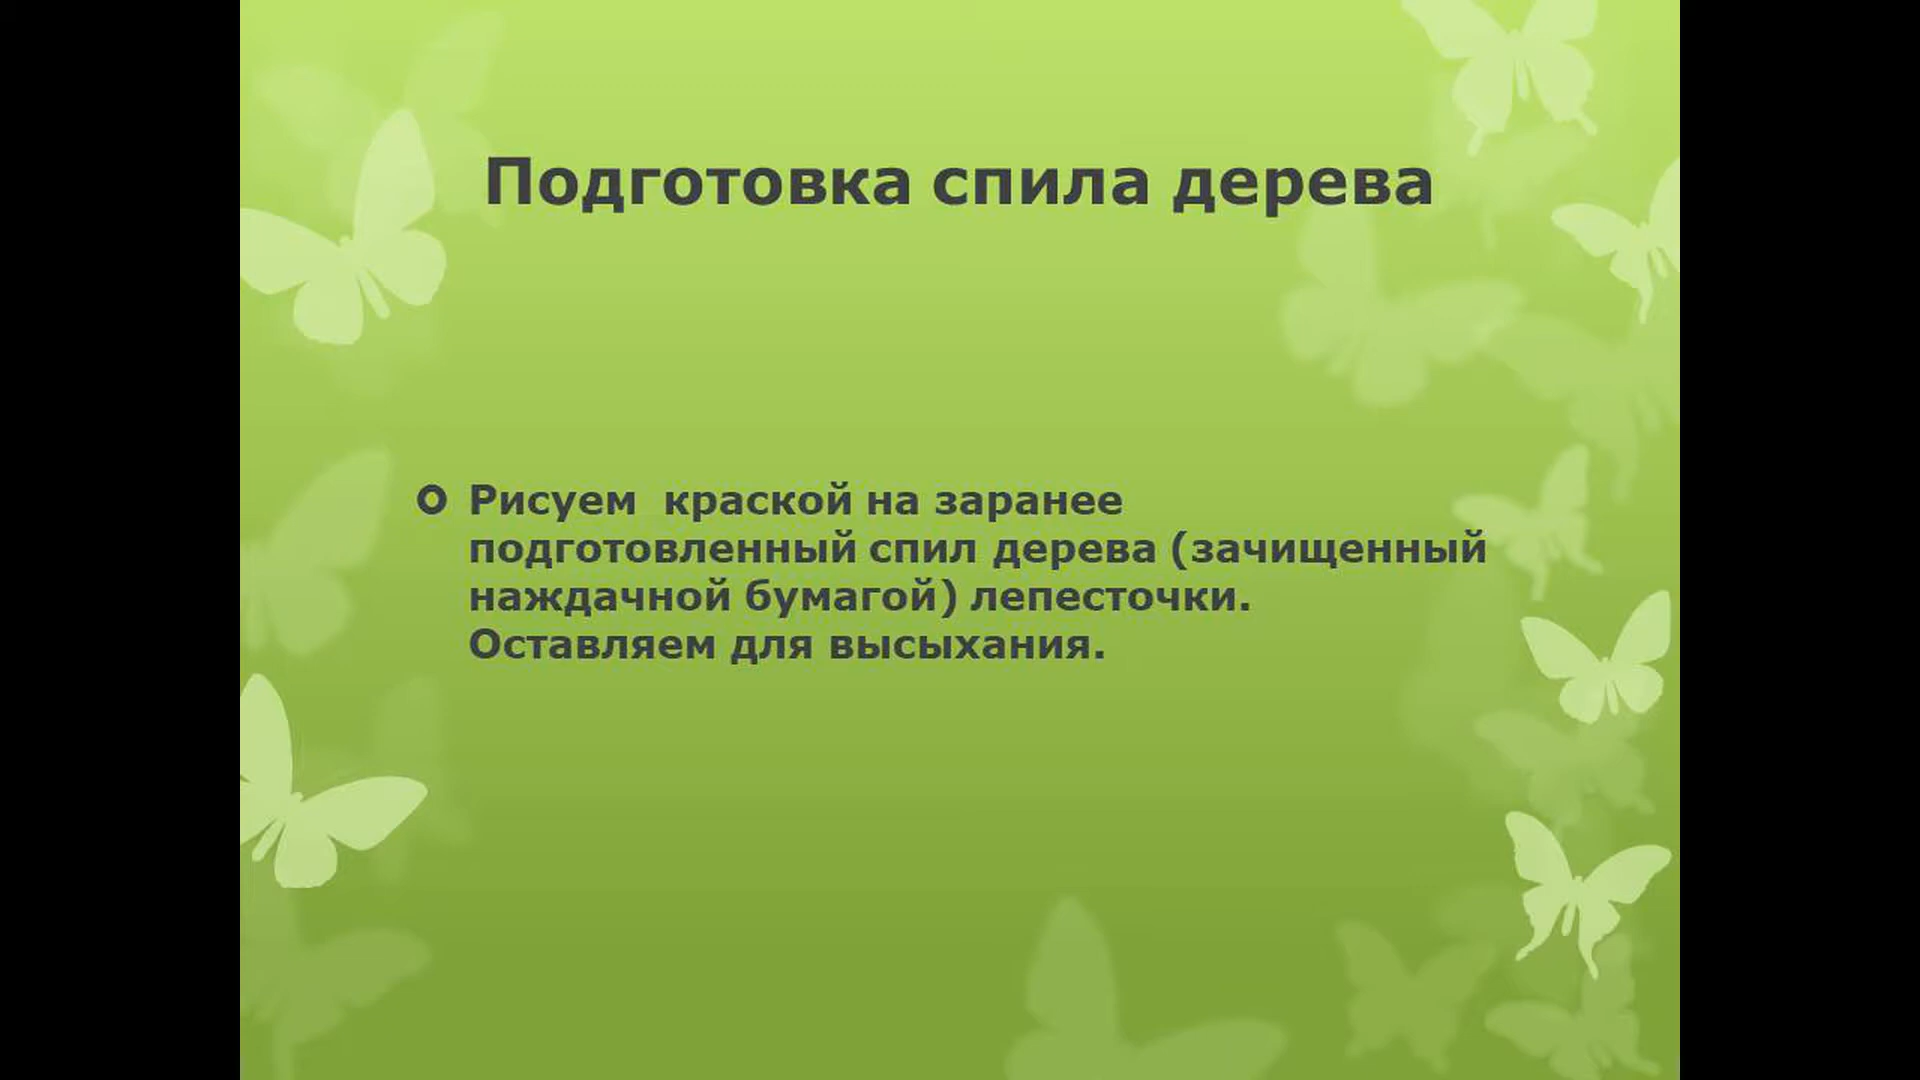 Подготовка спила дерева
Рисуем  краской на заранее
подготовленный спил дерева (зачищенный
наждачной бумагой) лепесточки.
Оставляем для высыхания.